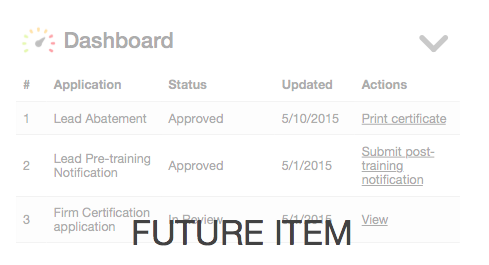 Dashboard
# Application Status Updated Actions
1 Lead Abatement Approved 5/10/2015 Print certificate
2 Lead Pre-training Notification Approved 5/1/2015 Submit post-training notification
3 Firm Certification application In Review 5/1/2015 View
FUTURE ITEM